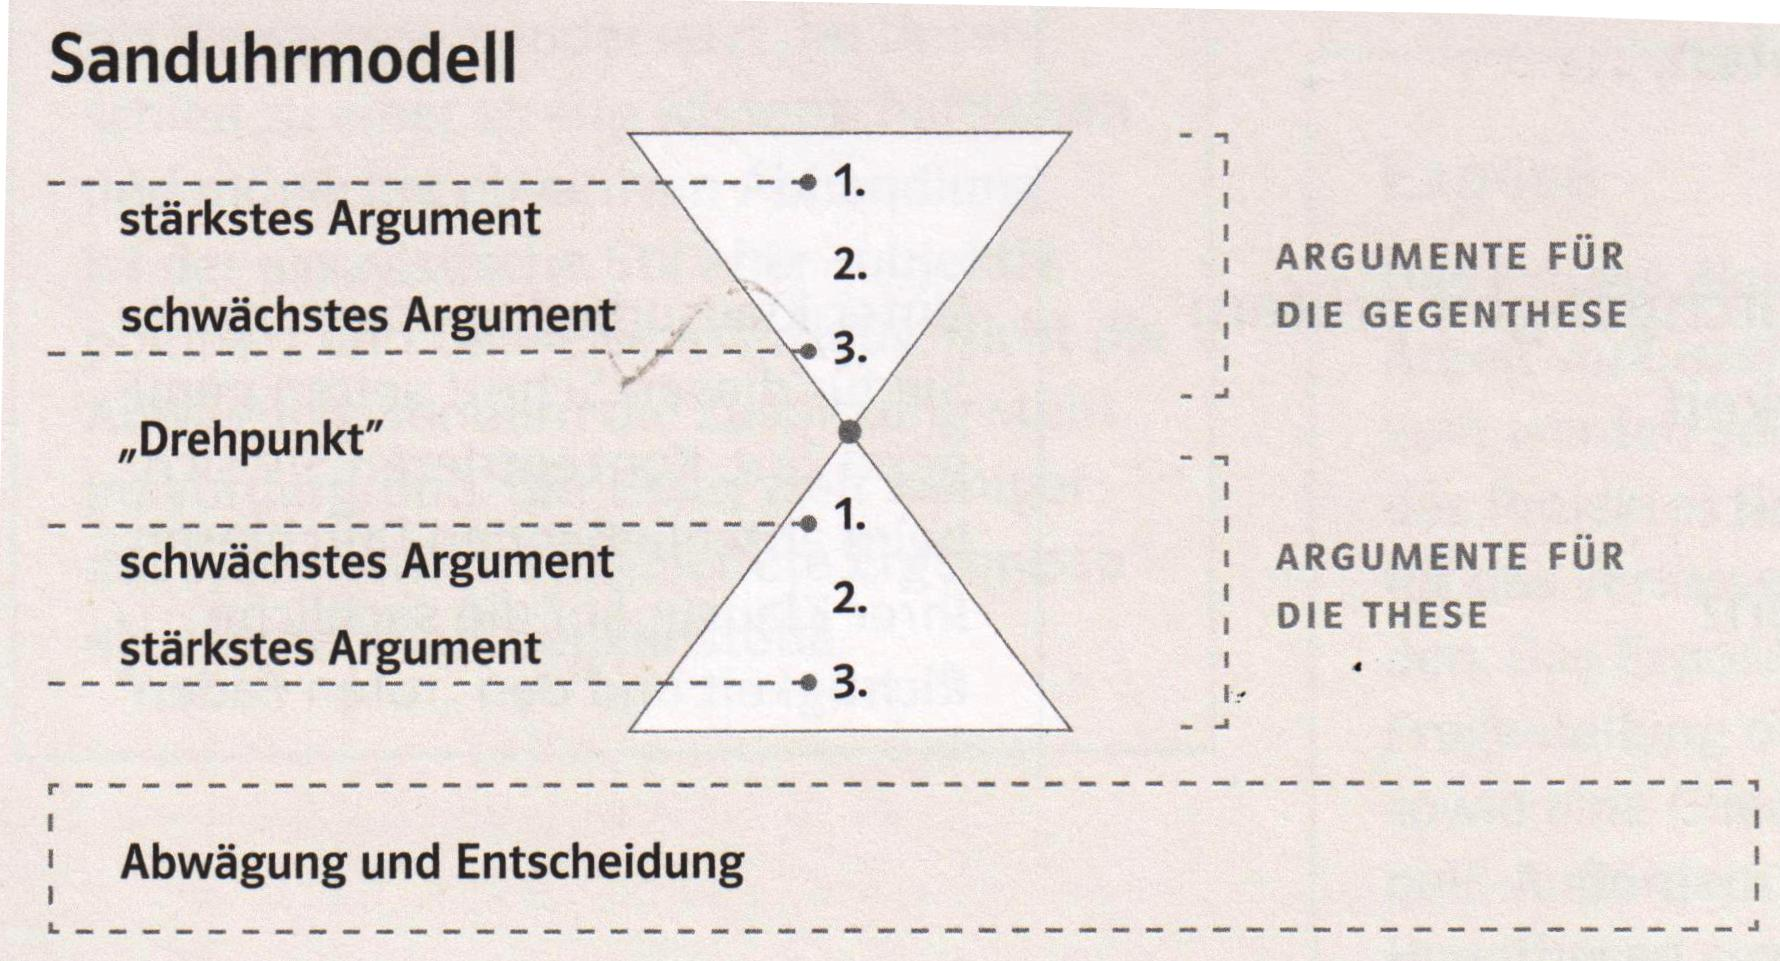 Sanduhrmodell
1.
stärkstes Argument
2.
schwächstes Argument
3.
ARGUMENTE FÜR
DIE GEGENTHESE
„Drehpunkt”
1.
schwächstes Argument
2.
stärkstes Argument
3.
ARGUMENTE FÜR
DIE THESE
Abwägung und Entscheidung